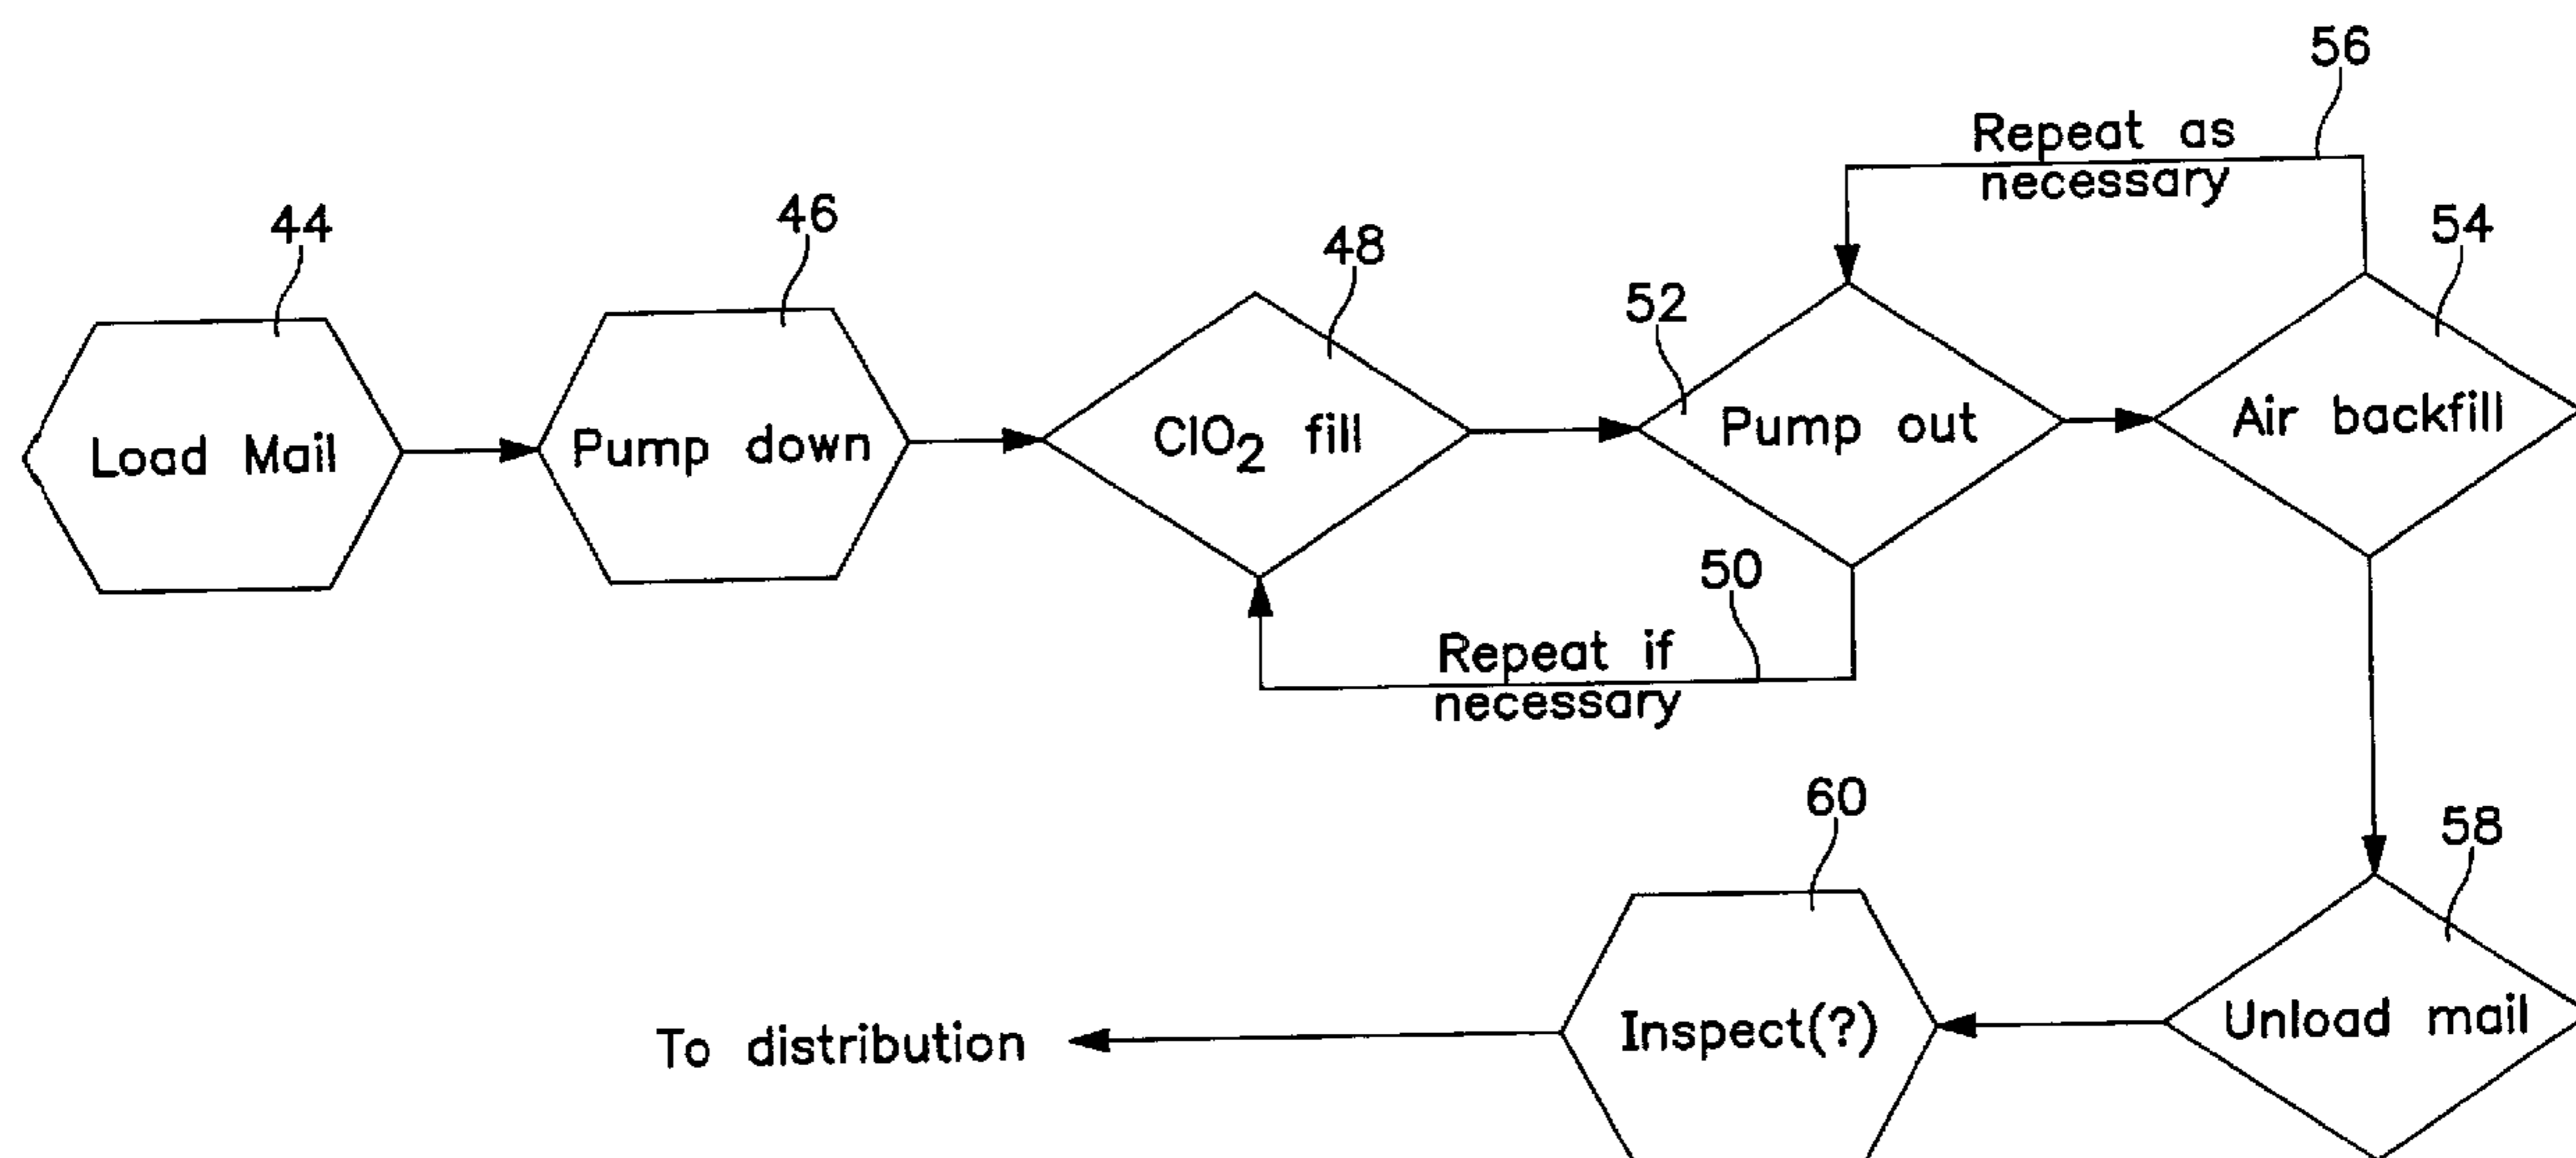 56
Repeat as
necessary
44
46
48
52
54
Load Mail
Pump down
ClO2 fill
Pump out
Air backfill
50
Repeat if
necessary
60
58
To distribution
Inspect(?)
Unload mail